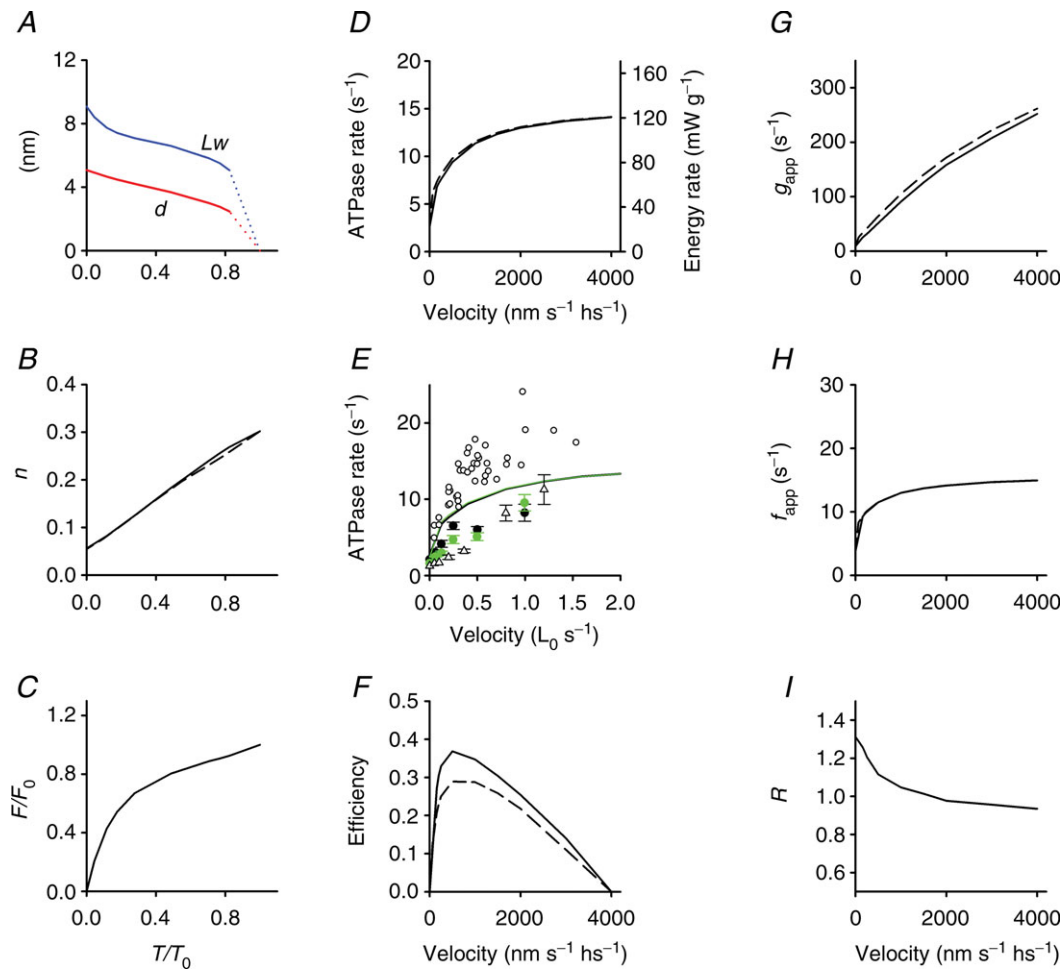 A
12
8
4
0
(nm)
Lw
d
0.0 0.4 0.8
B
0.4
0.3
0.2
0.1
0.0
n
0.0 0.4 0.8
C
1.2
0.8
0.4
0.0
F/F₀
0.0 0.4 0.8
T/T₀
D
20
15
10
5
0
ATPase rate (s⁻¹)
160
120
80
40
0
Energy rate (mW g⁻¹)
0 2000 4000
Velocity (nm s⁻¹ hs⁻¹)
E
20
10
0
ATPase rate (s⁻¹)
0.0 0.5 1.0 1.5 2.0
Velocity (L₀ s⁻¹)
F
0.5
0.4
0.3
0.2
0.1
0.0
Efficiency
0 2000 4000
Velocity (nm s⁻¹ hs⁻¹)
G
300
200
100
0
g_app (s⁻¹)
0 2000 4000
H
30
20
10
0
f_app (s⁻¹)
0 2000 4000
I
1.4
1.2
1.0
0.8
0.6
R
0 2000 4000
Velocity (nm s⁻¹ hs⁻¹)